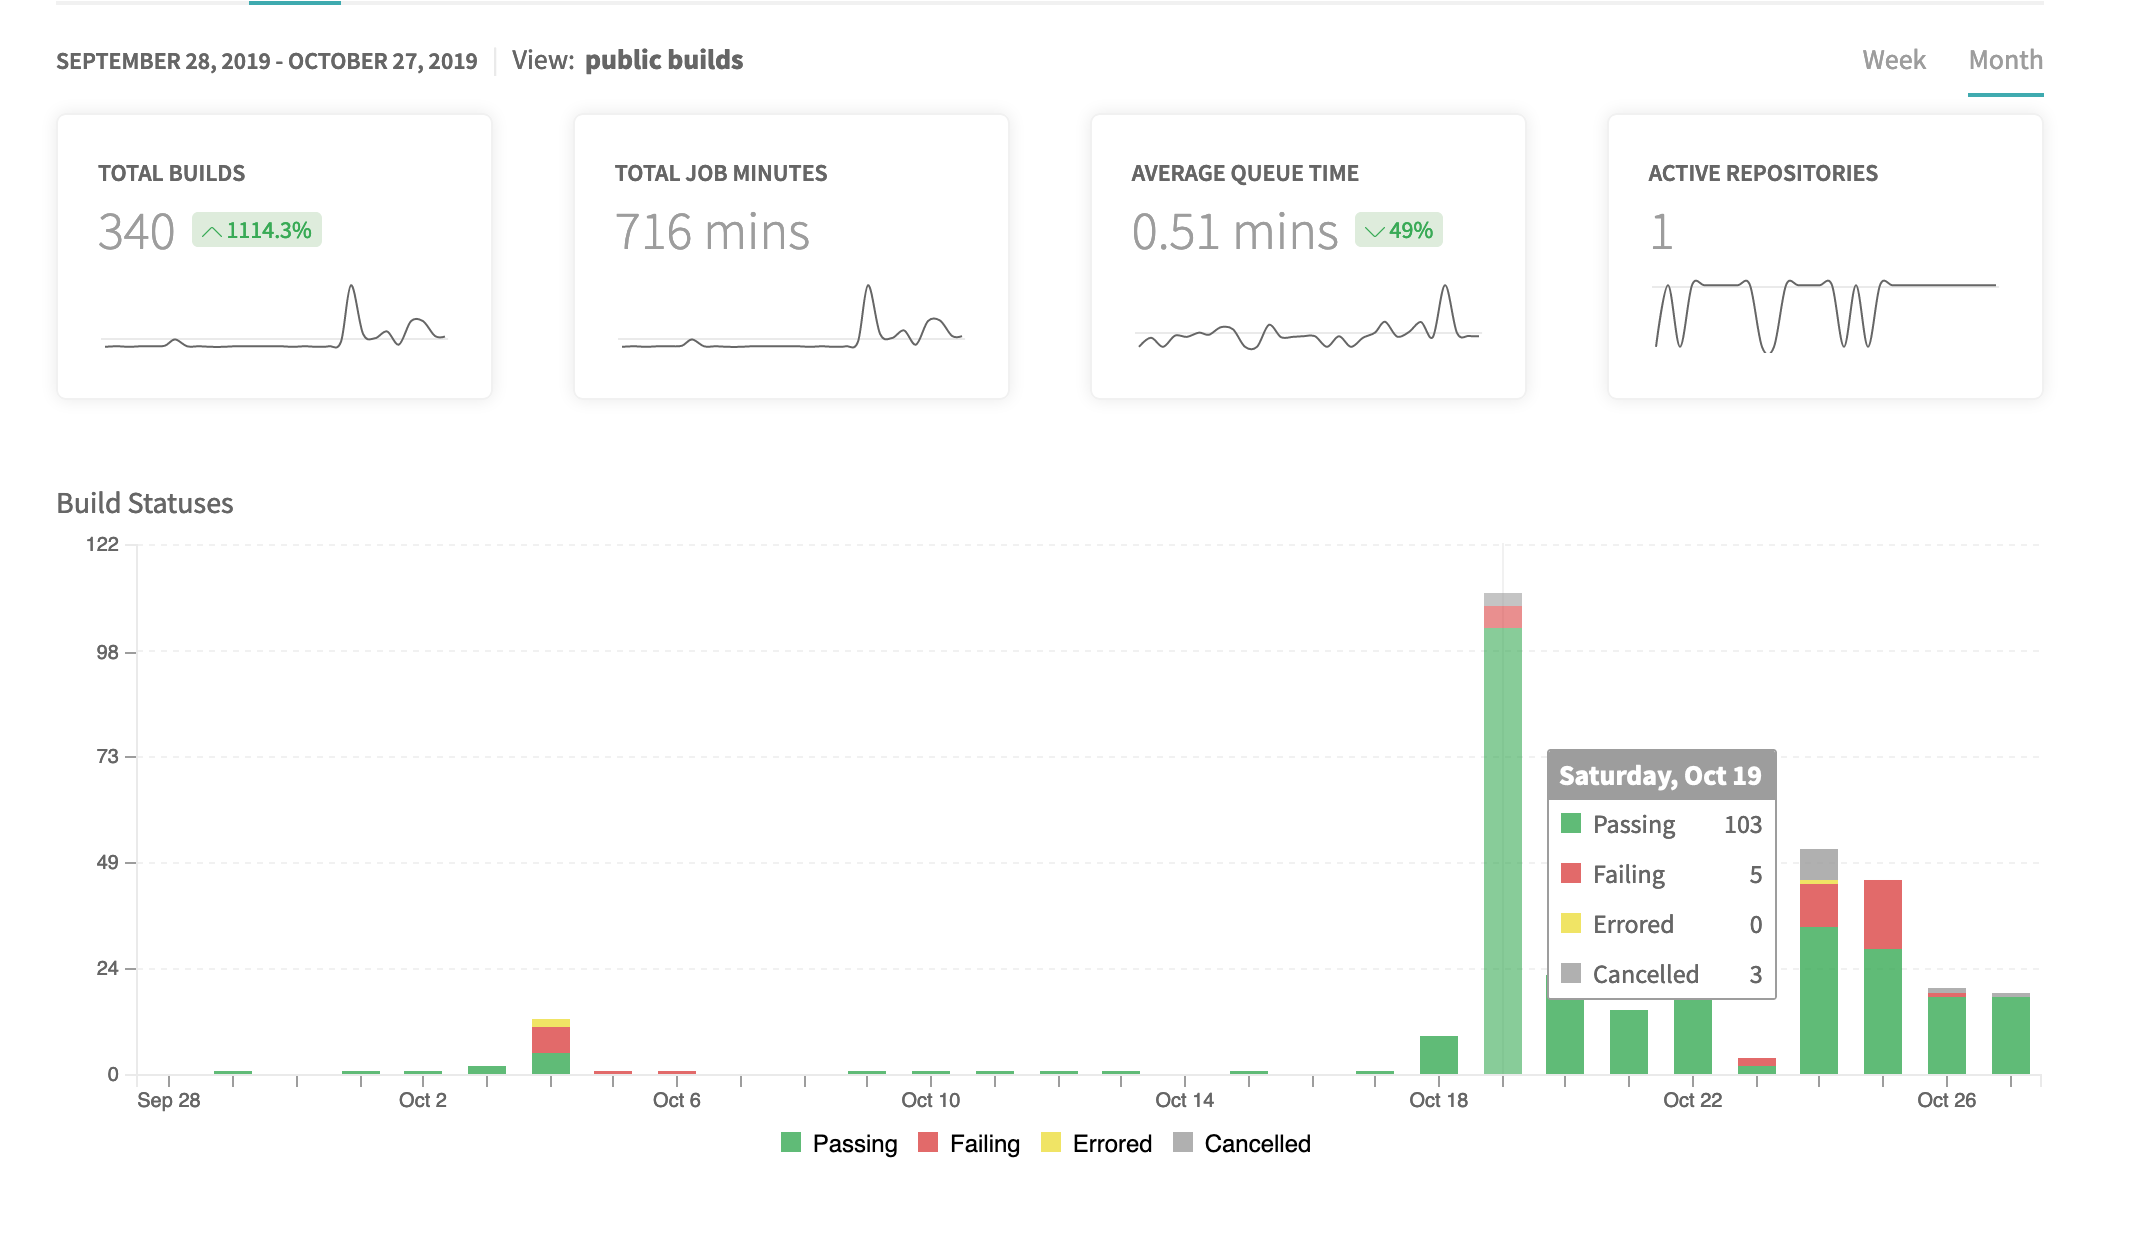 SEPTEMBER 28, 2019 - OCTOBER 27, 2019 View: public builds Week Month
TOTAL BUILDS
340 1114.3%
TOTAL JOB MINUTES
716 mins
AVERAGE QUEUE TIME
0.51 mins 49%
ACTIVE REPOSITORIES
1
Build Statuses
122
98
73
49
24
0
Saturday, Oct 19
Passing 103
Failing 5
Errored 0
Cancelled 3
Sep 28 Oct 2 Oct 6 Oct 10 Oct 14 Oct 18 Oct 22 Oct 26
Passing Failing Errored Cancelled